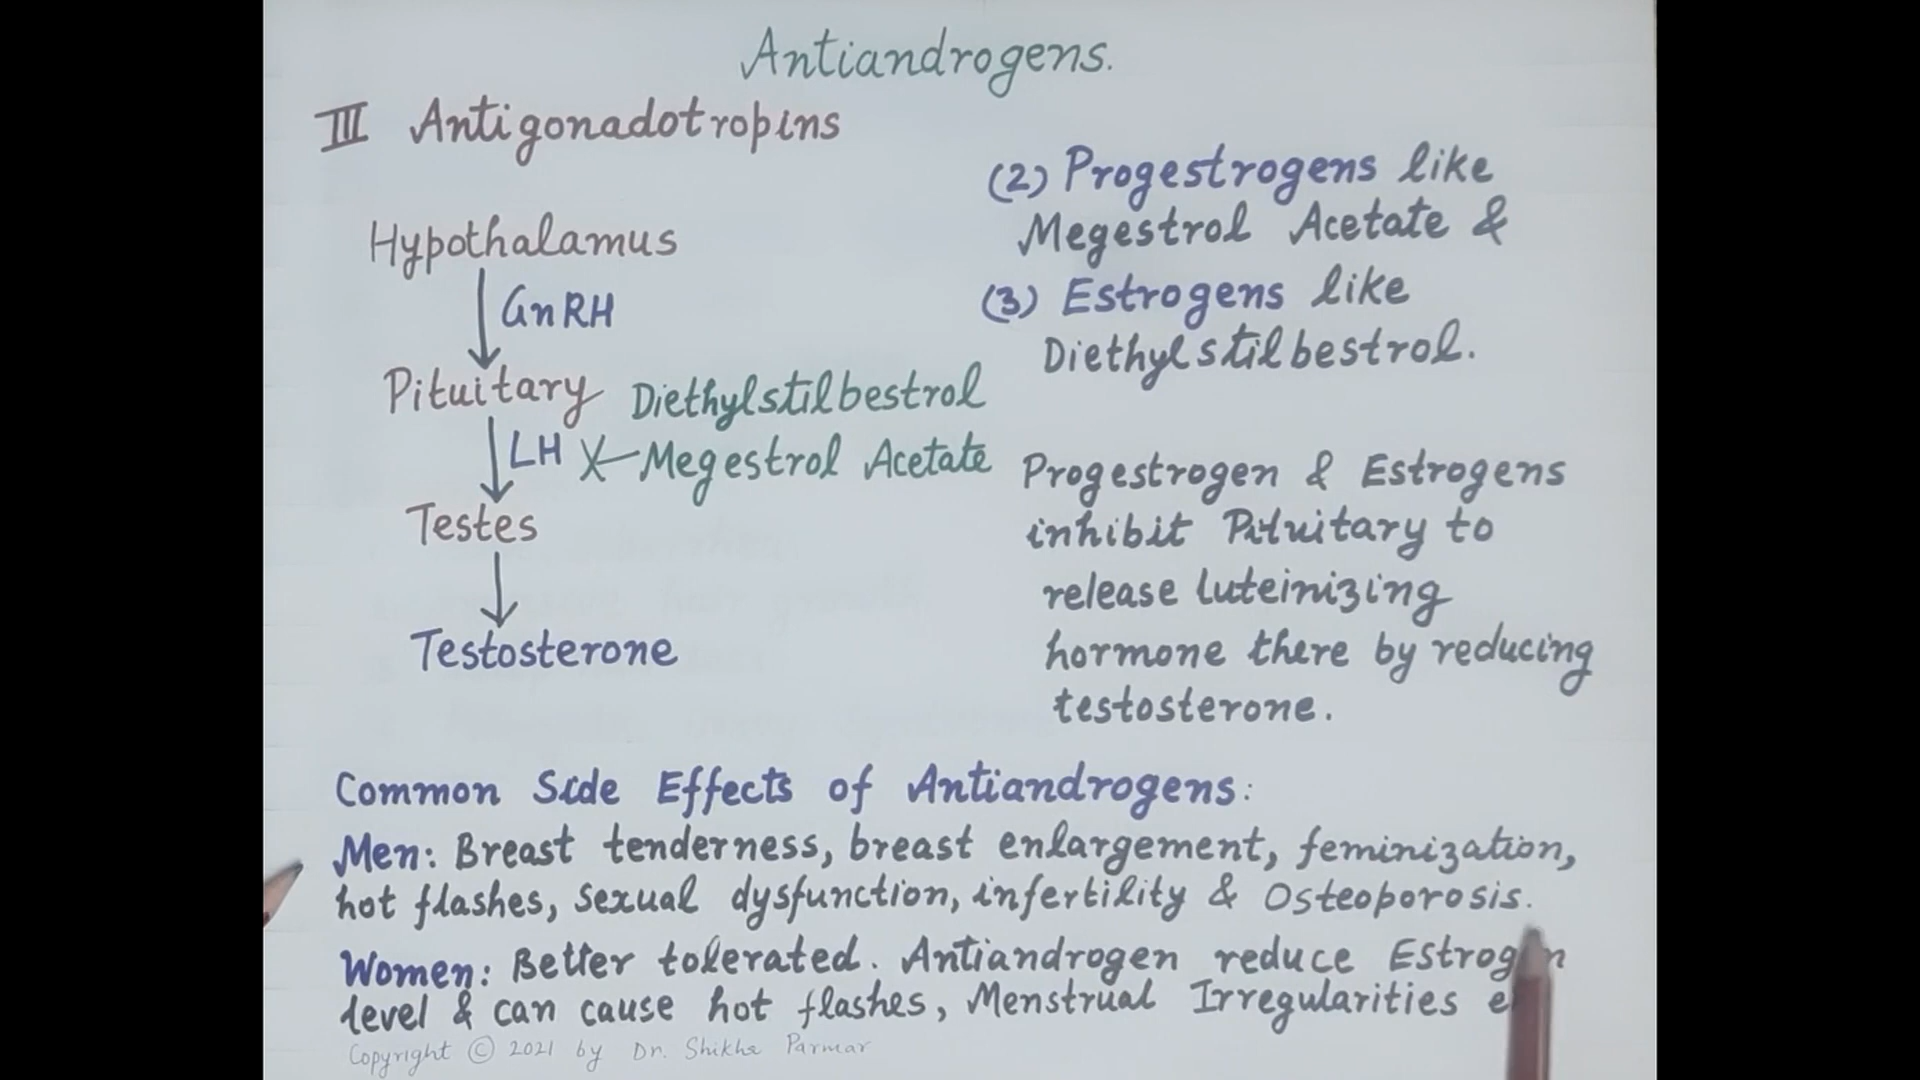 Antiandrogens.
III Antigonadotropins
Hypothalamus
GnRH
Pituitary
LH X Diethylstilbestrol
Megestrol Acetate
Testes
Testosterone
(2) Progestrogens like
Megestrol Acetate &
(3) Estrogens like
Diethylstilbestrol.
Progestrogen & Estrogens
inhibit Pituitary to
release luteinizing
hormone there by reducing
testosterone.
Common Side Effects of Antiandrogens:
Men: Breast tenderness, breast enlargement, feminization,
hot flashes, sexual dysfunction, infertility & Osteoporosis.
Women: Better tolerated. Antiandrogen reduce Estrogen
level & can cause hot flashes, Menstrual Irregularities
Copyright © 2021 by Dr. Shikha Parmar